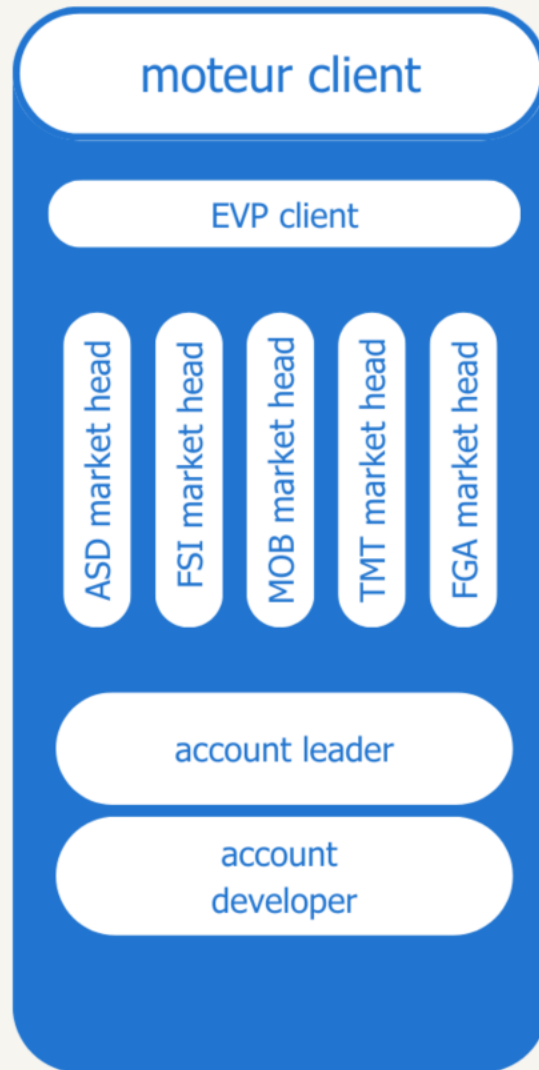 moteur client
EVP client
ASD market head
FSI market head
MOB market head
TMT market head
FGA market head
account leader
account
developer